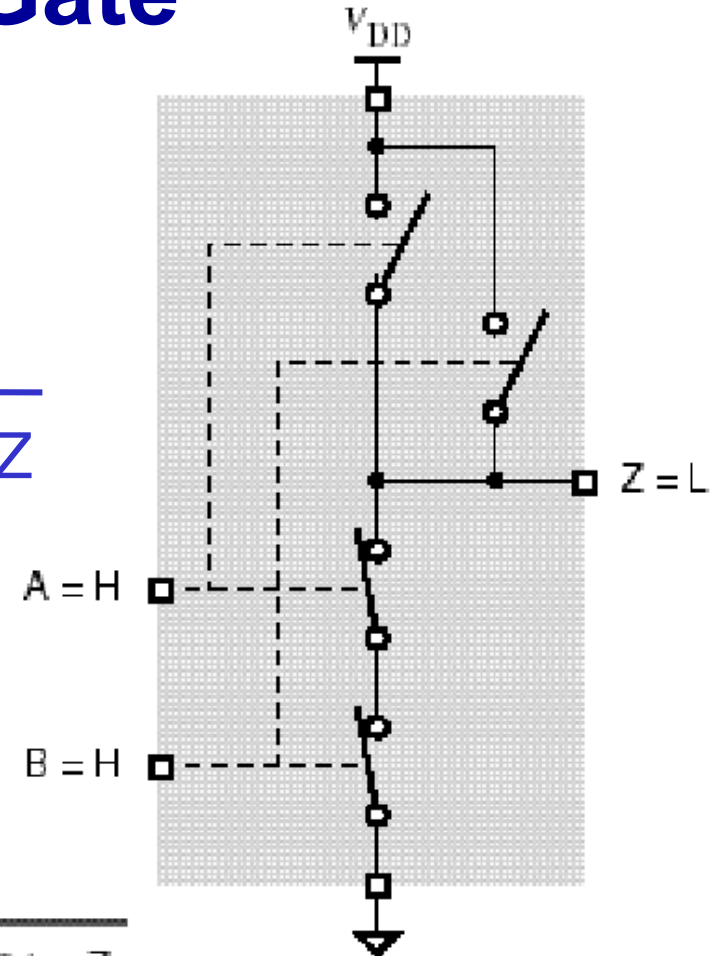 Gate
VDD
Z
Z = L
A = H
B = H